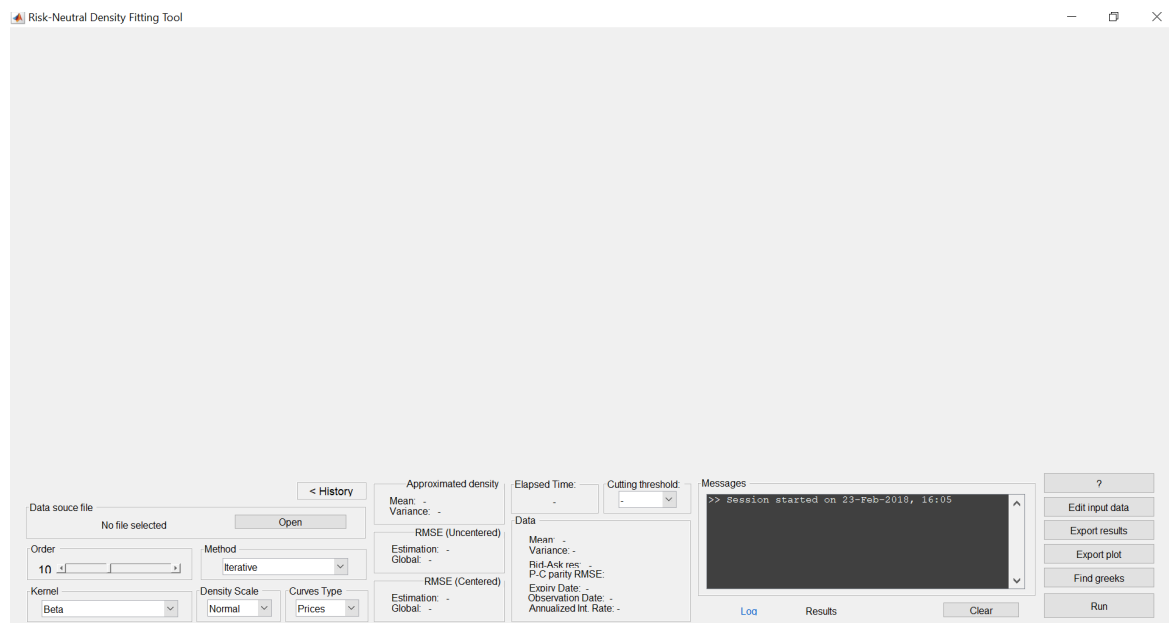 Risk-Neutral Density Fitting Tool
< History
Data souce file
No file selected
Open
Order
10
Method
Iterative
Kernel
Beta
Density Scale
Normal
Curves Type
Prices
Approximated density
Mean: -
Variance: -
RMSE (Uncentered)
Estimation: -
Global: -
RMSE (Centered)
Estimation: -
Global: -
Elapsed Time:
-
Cutting threshold:
-
Data
Mean: -
Variance: -
Bid-Ask res: -
P-C parity RMSE:
Expiry Date: -
Observation Date: -
Annualized Int. Rate: -
Messages
>> Session started on 23-Feb-2018, 16:05
Log
Results
Clear
?
Edit input data
Export results
Export plot
Find greeks
Run